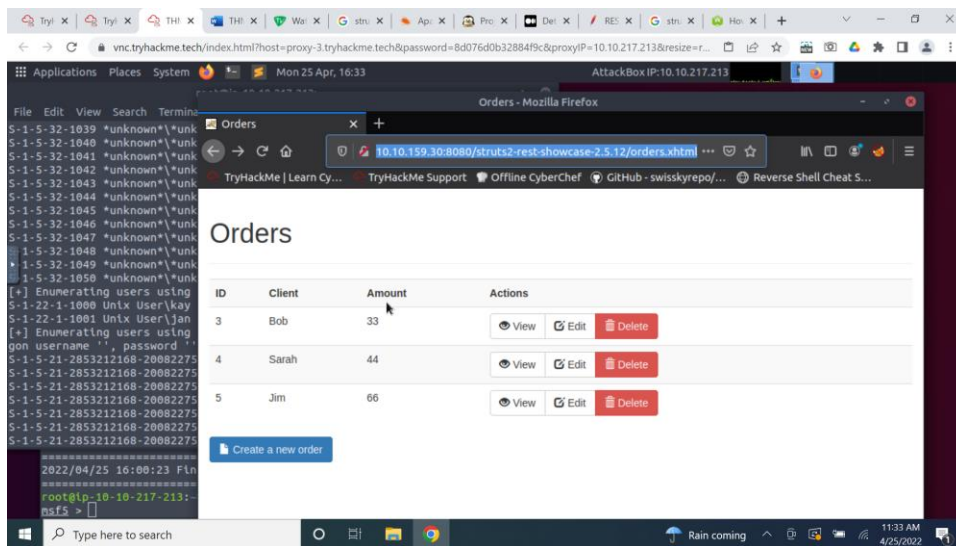 Tryl x Tryl x TH! x TH! x Wa! x G stru x Apa x Pro x Def x RES x G stru x Hov x +
vnc.tryhackme.tech/index.html?host=proxy-3.tryhackme.tech&password=8d076d0b32884f9c&proxyIP=10.10.217.213&resize=r...
Applications Places System Mon 25 Apr, 16:33 AttackBox IP:10.10.217.213
File Edit View Search Termina
Orders - Mozilla Firefox
Orders x +
10.10.159.30:8080/struts2-rest-showcase-2.5.12/orders.xhtml ...
TryHackMe | Learn Cy... TryHackMe Support Offline CyberChef GitHub - swisskyrepo/... Reverse Shell Cheat S...
S-1-5-32-1039 *unknown*\*unk
S-1-5-32-1040 *unknown*\*unk
S-1-5-32-1041 *unknown*\*unk
S-1-5-32-1042 *unknown*\*unk
S-1-5-32-1043 *unknown*\*unk
S-1-5-32-1044 *unknown*\*unk
S-1-5-32-1045 *unknown*\*unk
S-1-5-32-1046 *unknown*\*unk
S-1-5-32-1047 *unknown*\*unk
1-5-32-1048 *unknown*\*unk
1-5-32-1049 *unknown*\*unk
1-5-32-1050 *unknown*\*unk
[+] Enumerating users using
S-1-22-1-1000 Unix User\kay
S-1-22-1-1001 Unix User\jan
[+] Enumerating users using
gon username '', password ''
S-1-5-21-2853212168-20082275
S-1-5-21-2853212168-20082275
S-1-5-21-2853212168-20082275
S-1-5-21-2853212168-20082275
S-1-5-21-2853212168-20082275
S-1-5-21-2853212168-20082275
2022/04/25 16:00:23 Fin
root@ip-10-10-217-213:~
msf5 >
Orders
ID Client Amount Actions
3 Bob 33 View Edit Delete
4 Sarah 44 View Edit Delete
5 Jim 66 View Edit Delete
Create a new order
Type here to search
Rain coming
11:33 AM
4/25/2022